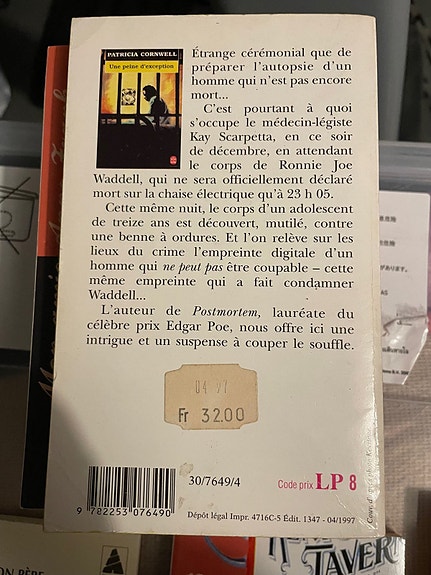 PATRICIA CORNWELL
Une peine d'exception
Étrange cérémonial que de
préparer l'autopsie d'un
homme qui n'est pas encore
mort...
C'est pourtant à quoi
s'occupe le médecin-légiste
Kay Scarpetta, en ce soir
de décembre, en attendant
le corps de Ronnie Joe
Waddell, qui ne sera officiellement déclaré
mort sur la chaise électrique qu'à 23 h 05.
Cette même nuit, le corps d'un adolescent
de treize ans est découvert, mutilé, contre
une benne à ordures. Et l'on relève sur les
lieux du crime l'empreinte digitale d'un
homme qui ne peut pas être coupable – cette
même empreinte qui a fait condamner
Waddell...
L'auteur de Postmortem, lauréate du
célèbre prix Edgar Poe, nous offre ici une
intrigue et un suspense à couper le souffle.
04 97
Fr 32.00
30/7649/4
Code prix LP 8
9 782253 076490
Dépôt légal Impr. 4716C-5 Édit. 1347 - 04/1997
ON PÈRE
TAVER